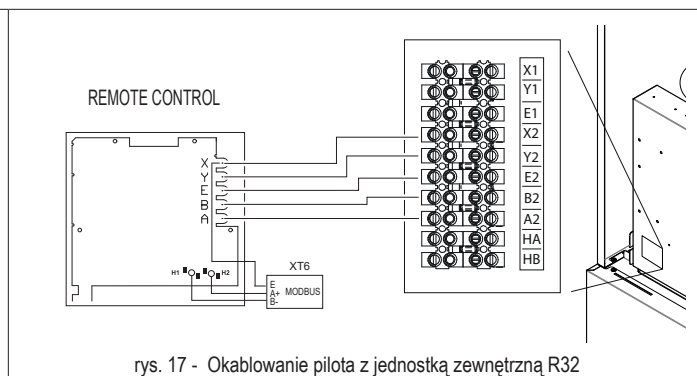 REMOTE CONTROL
X
Y
E
B
A
H1
H2
XT6
E
A+
B-
MODBUS
X1
Y1
E1
X2
Y2
E2
B2
A2
HA
HB
rys. 17 - Okablowanie pilota z jednostką zewnętrzną R32